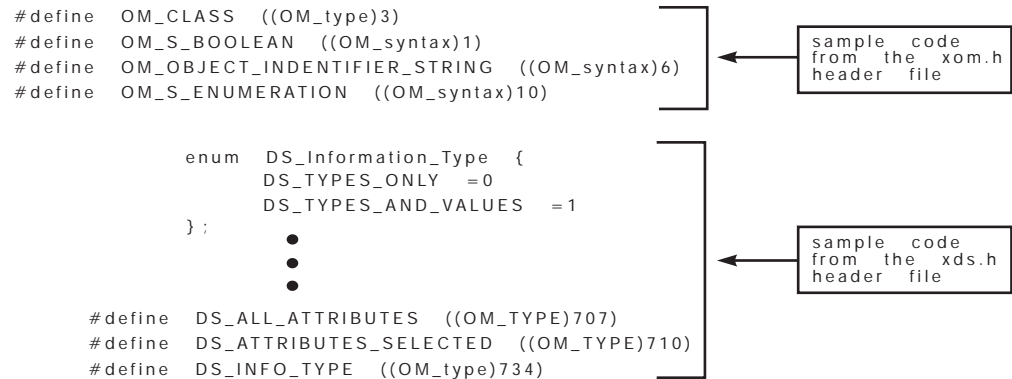 #define OM_CLASS ((OM_type)3)
#define OM_S_BOOLEAN ((OM_syntax)1)
#define OM_OBJECT_INDENTIFIER_STRING ((OM_syntax)6)
#define OM_S_ENUMERATION ((OM_syntax)10)
sample code
from the xom.h
header file
enum DS_Information_Type {
DS_TYPES_ONLY =0
DS_TYPES_AND_VALUES =1
};
sample code
from the xds.h
header file
#define DS_ALL_ATTRIBUTES ((OM_TYPE)707)
#define DS_ATTRIBUTES_SELECTED ((OM_TYPE)710)
#define DS_INFO_TYPE ((OM_type)734)